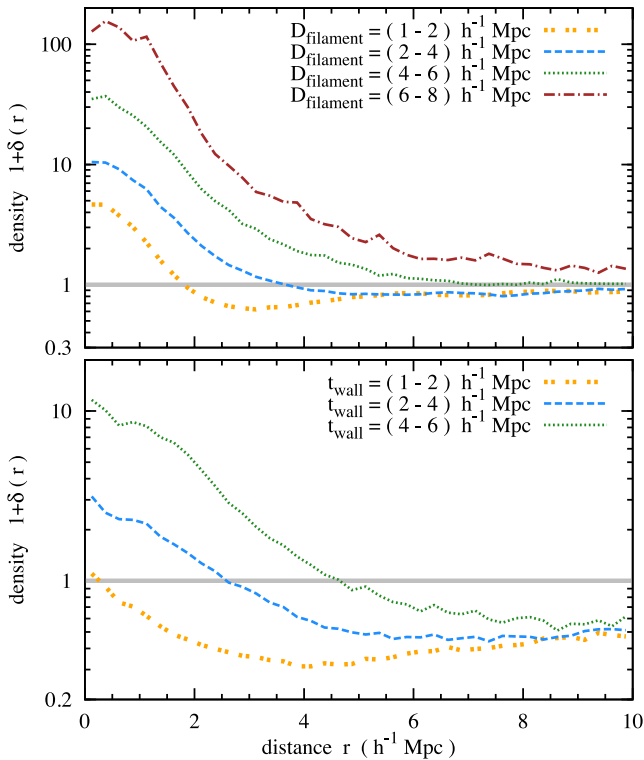 100
10
1
0.3
density 1+δ(r)
D_filament=(1-2) h⁻¹ Mpc
D_filament=(2-4) h⁻¹ Mpc
D_filament=(4-6) h⁻¹ Mpc
D_filament=(6-8) h⁻¹ Mpc
10
1
0.2
density 1+δ(r)
t_wall=(1-2) h⁻¹ Mpc
t_wall=(2-4) h⁻¹ Mpc
t_wall=(4-6) h⁻¹ Mpc
0 2 4 6 8 10
distance r (h⁻¹ Mpc)